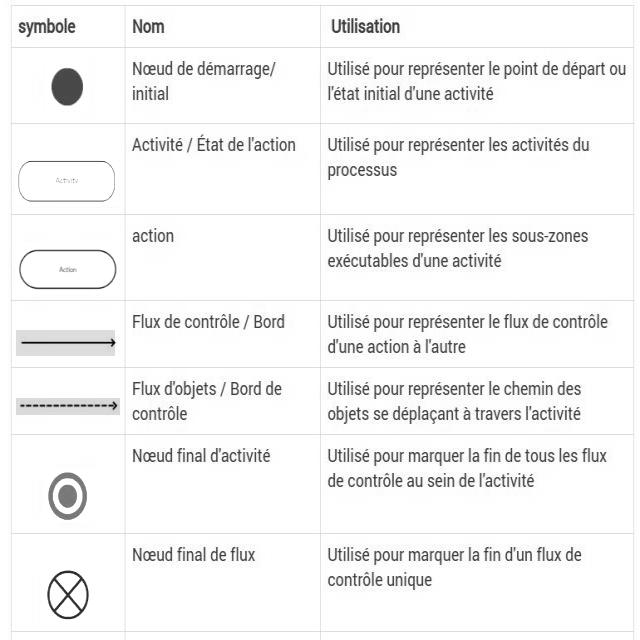 symbole Nom Utilisation
Nœud de démarrage/ Utilisé pour représenter le point de départ ou
initial l'état initial d'une activité
Activité / État de l'action Utilisé pour représenter les activités du
processus
Activity
action Utilisé pour représenter les sous-zones
exécutables d'une activité
Action
Flux de contrôle / Bord Utilisé pour représenter le flux de contrôle
d'une action à l'autre
Flux d'objets / Bord de Utilisé pour représenter le chemin des
contrôle objets se déplaçant à travers l'activité
Nœud final d'activité Utilisé pour marquer la fin de tous les flux
de contrôle au sein de l'activité
Nœud final de flux Utilisé pour marquer la fin d'un flux de
contrôle unique